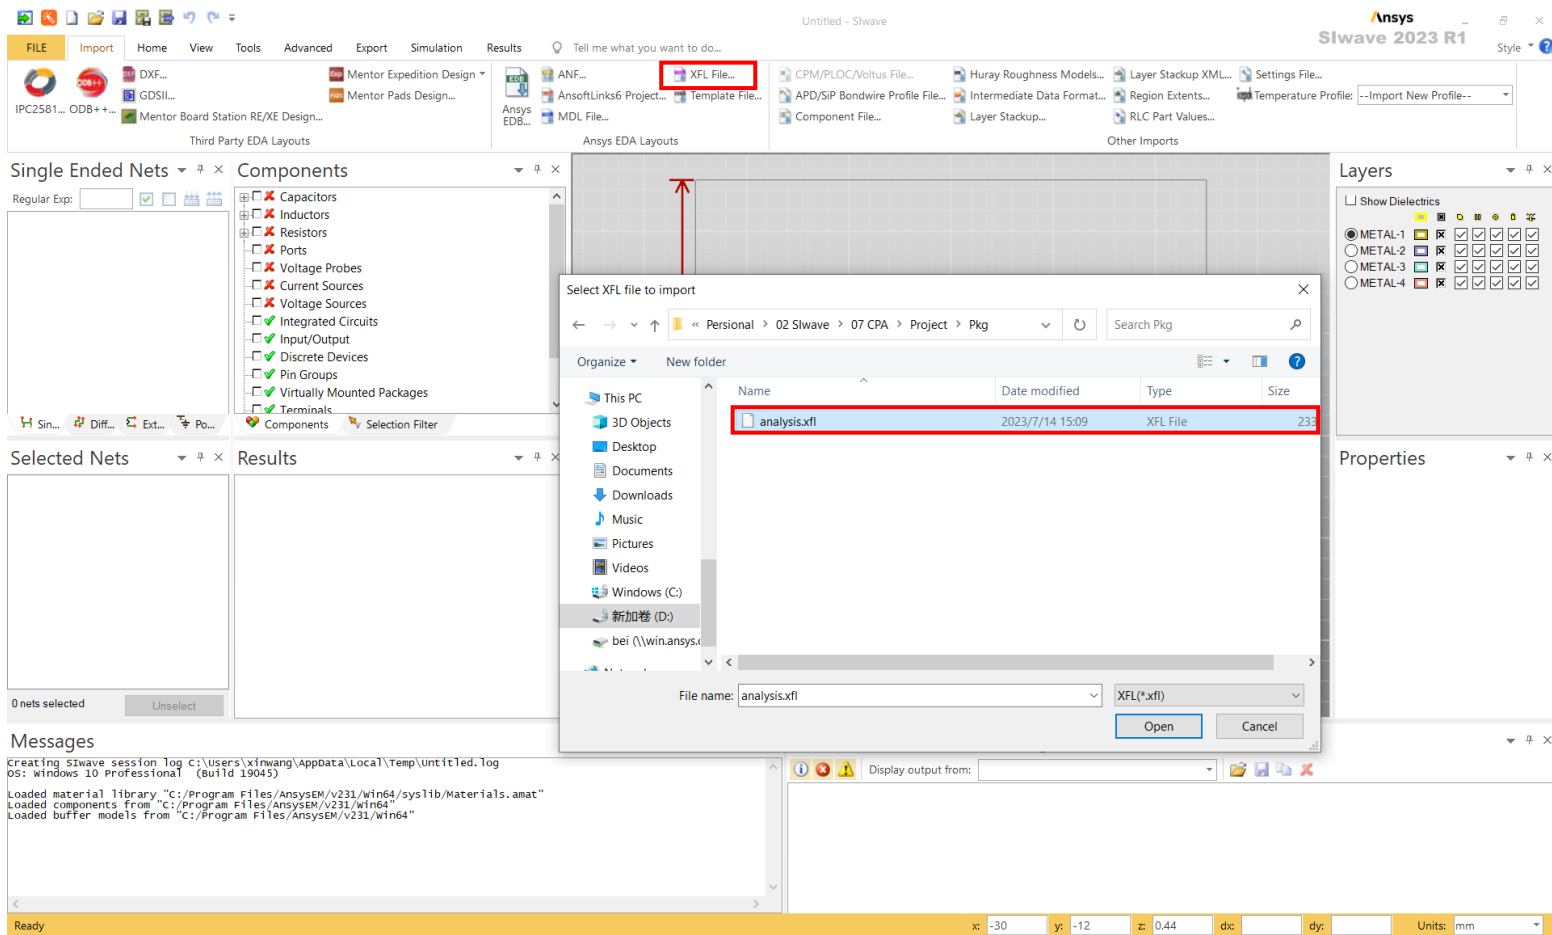 Untitled - SIwave
Ansys
SIwave 2023 R1
FILE Import Home View Tools Advanced Export Simulation Results Tell me what you want to do... Style
IPC2581... ODB++...
DXF...
GDSII...
Mentor Board Station RE/XE Design...
Mentor Expedition Design
Mentor Pads Design...
Third Party EDA Layouts
Ansys EDB...
ANF...
AnsoftLinks6 Project...
MDL File...
XFL File...
Template File...
Ansys EDA Layouts
CPM/PLOC/Voltus File...
APD/SiP Bondwire Profile File...
Component File...
Huray Roughness Models...
Intermediate Data Format...
Layer Stackup...
Layer Stackup XML...
Region Extents...
RLC Part Values...
Settings File...
Temperature Profile: --Import New Profile--
Other Imports
Single Ended Nets
Regular Exp:
Sin... Diff... Ext... Po...
Components
Capacitors
Inductors
Resistors
Ports
Voltage Probes
Current Sources
Voltage Sources
Integrated Circuits
Input/Output
Discrete Devices
Pin Groups
Virtually Mounted Packages
Terminals
Components Selection Filter
Layers
Show Dielectrics
METAL-1
METAL-2
METAL-3
METAL-4
Select XFL file to import
« Personal > 02 SIwave > 07 CPA > Project > Pkg
Search Pkg
Organize New folder
This PC
3D Objects
Desktop
Documents
Downloads
Music
Pictures
Videos
Windows (C:)
新加卷 (D:)
bei (\\win.ansys.c
Name Date modified Type Size
analysis.xfl 2023/7/14 15:09 XFL File 233
File name: analysis.xfl XFL(*.xfl)
Open Cancel
Selected Nets
0 nets selected Unselect
Results
Properties
Messages
Creating SIwave session log C:\Users\xinwang\AppData\Local\Temp\Untitled.log
OS: Windows 10 Professional (Build 19045)
Loaded material library "C:/Program Files/AnsysEM/v231/Win64/syslib/Materials.amat"
Loaded components from "C:/Program Files/AnsysEM/v231/Win64"
Loaded buffer models from "C:/Program Files/AnsysEM/v231/Win64"
Display output from:
Ready x: -30 y: -12 z: 0.44 dx: dy: Units: mm